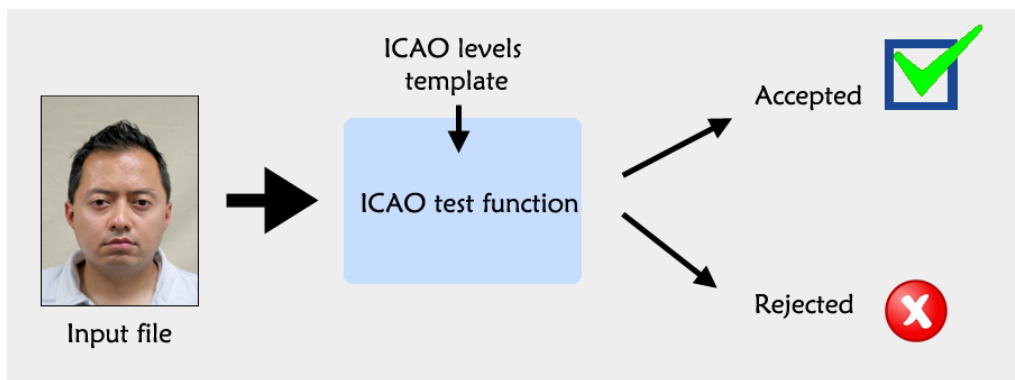 ICAO levels
template
Accepted
ICAO test function
Rejected
Input file